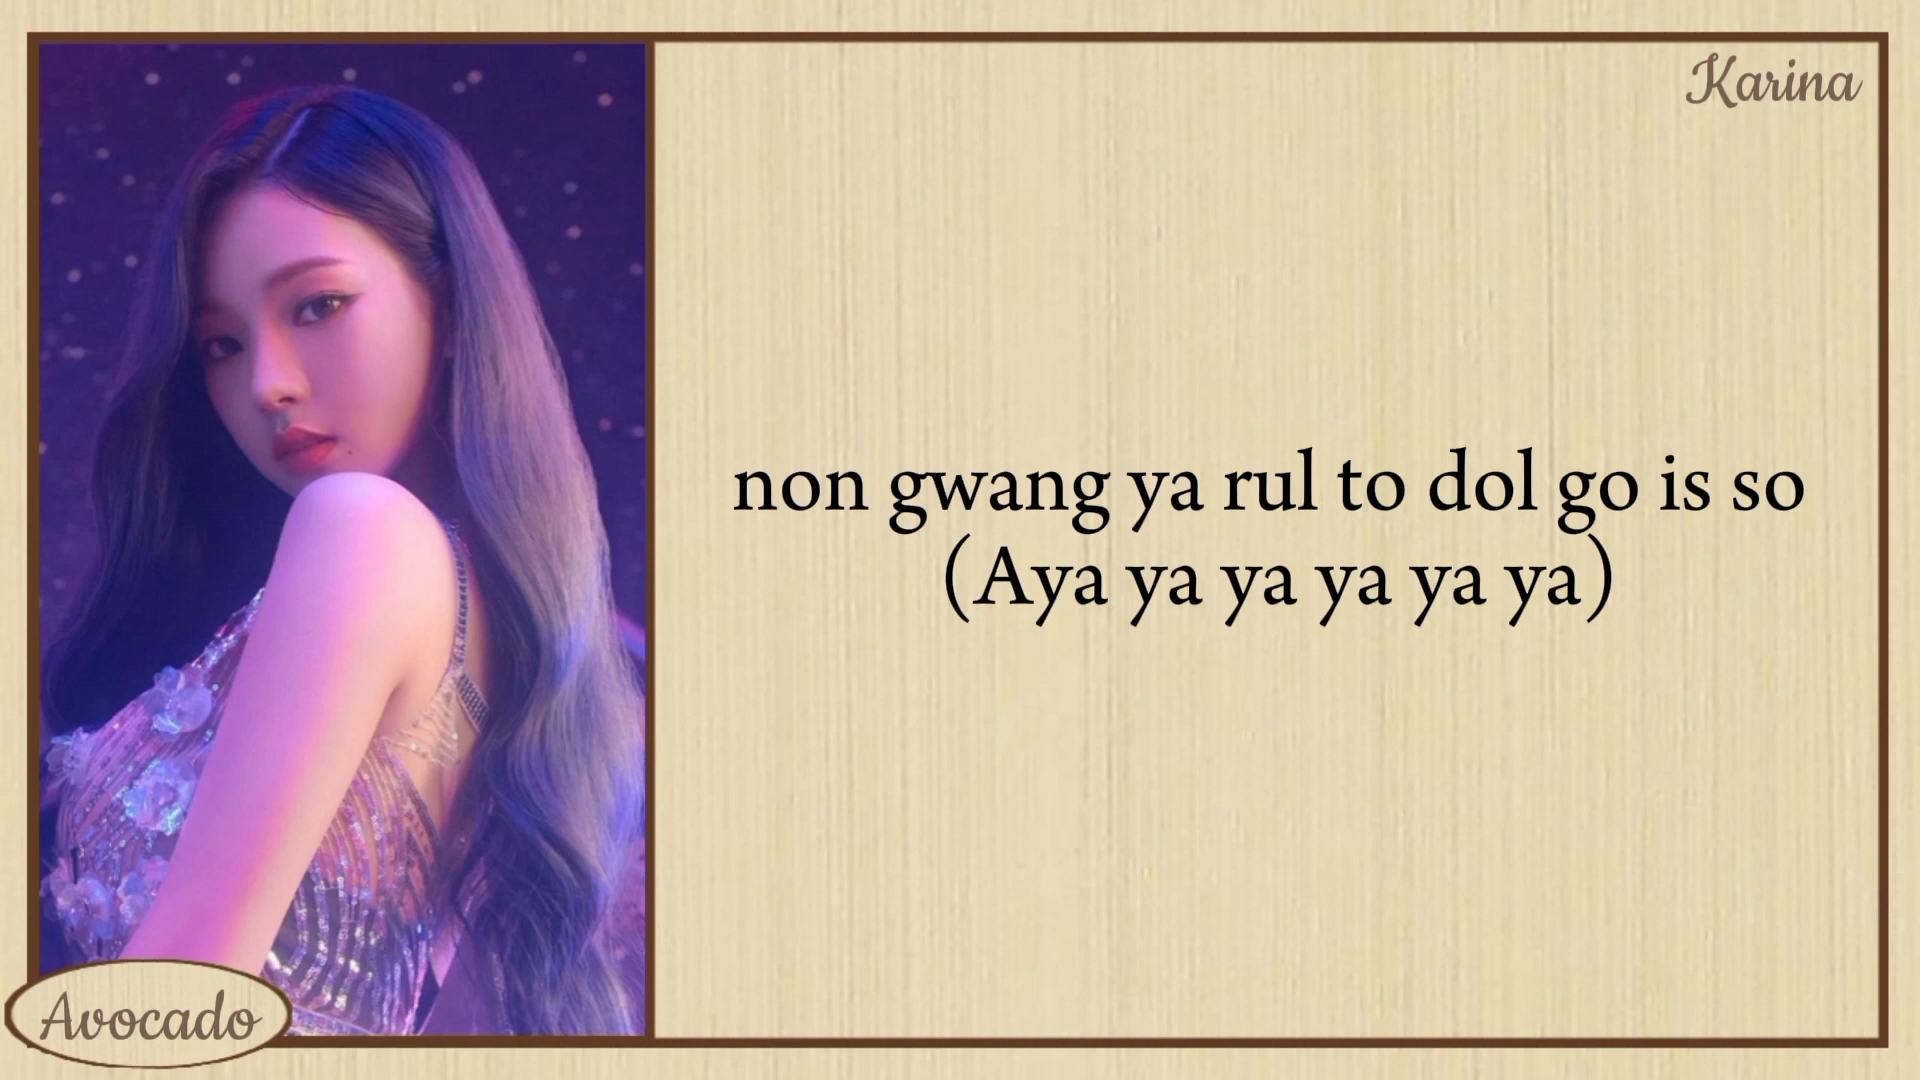 Karina
non gwang ya rul to dol go is so
(Aya ya ya ya ya ya)
Avocado